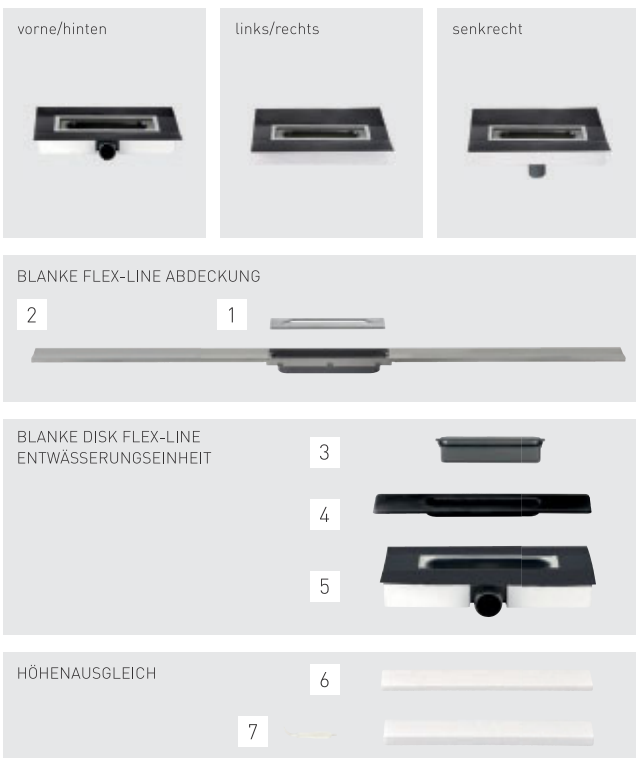 vorne/hinten
links/rechts
senkrecht
BLANKE FLEX-LINE ABDECKUNG
2
1
BLANKE DISK FLEX-LINE
ENTWÄSSERUNGSEINHEIT
3
4
5
HÖHENAUSGLEICH
6
7